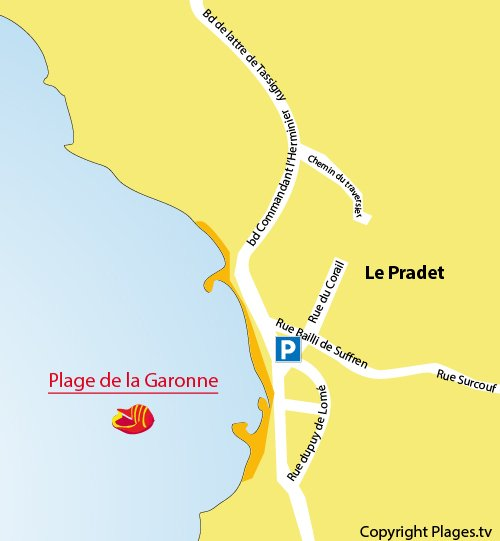 Bd de lattre de Tassigny
bd Commandant l'Herminier
Chemin du traversier
Rue du Corail
Le Pradet
Rue Bailli de Suffren
P
Plage de la Garonne
Rue Surcouf
Rue dupuy de Lomé
Copyright Plages.tv